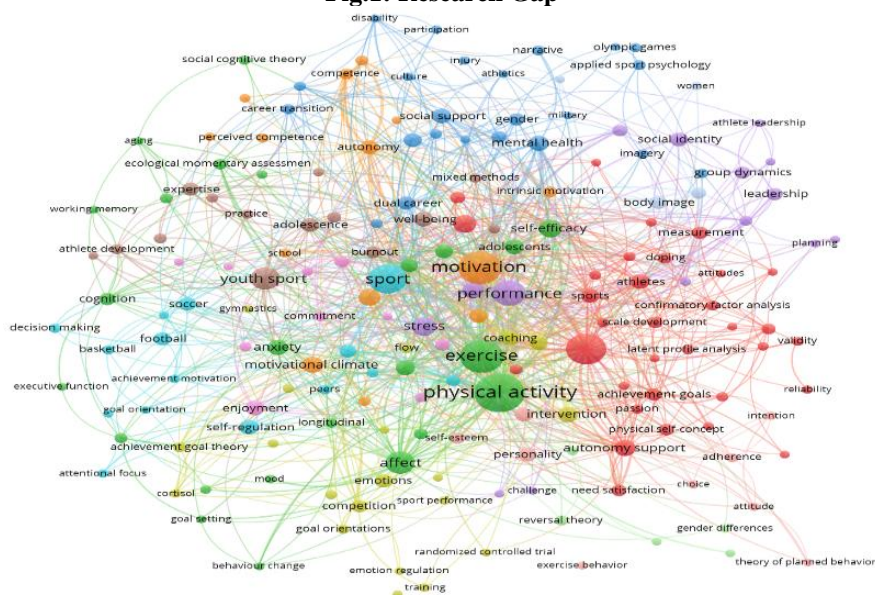 Fig.1: Research Gap
disability
participation
social cognitive theory
narrative
olympic games
injury
applied sport psychology
competence
culture
athletics
women
career transition
social support
gender
military
athlete leadership
aging
perceived competence
autonomy
mental health
social identity
imagery
ecological momentary assessmen
mixed methods
group dynamics
expertise
intrinsic motivation
leadership
working memory
practice
dual career
body image
adolescence
well-being
self-efficacy
measurement
athlete development
school
burnout
adolescents
planning
doping
youth sport
sport
motivation
athletes
attitudes
cognition
soccer
gymnastics
commitment
performance
sports
confirmatory factor analysis
decision making
football
stress
scale development
basketball
anxiety
flow
coaching
latent profile analysis
validity
motivational climate
exercise
executive function
achievement motivation
peers
physical activity
achievement goals
reliability
goal orientation
enjoyment
intervention
passion
intention
self-regulation
longitudinal
physical self-concept
achievement goal theory
self-esteem
personality
autonomy support
adherence
attentional focus
mood
affect
emotions
cortisol
sport performance
challenge
need satisfaction
choice
competition
goal setting
goal orientations
reversal theory
attitude
gender differences
behaviour change
randomized controlled trial
emotion regulation
exercise behavior
theory of planned behavior
training